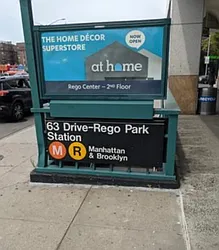 THE HOME DÉCOR
SUPERSTORE
NOW
OPEN
at home
Rego Center – 2nd Floor
63 Drive-Rego Park
Station
M R Manhattan
& Brooklyn